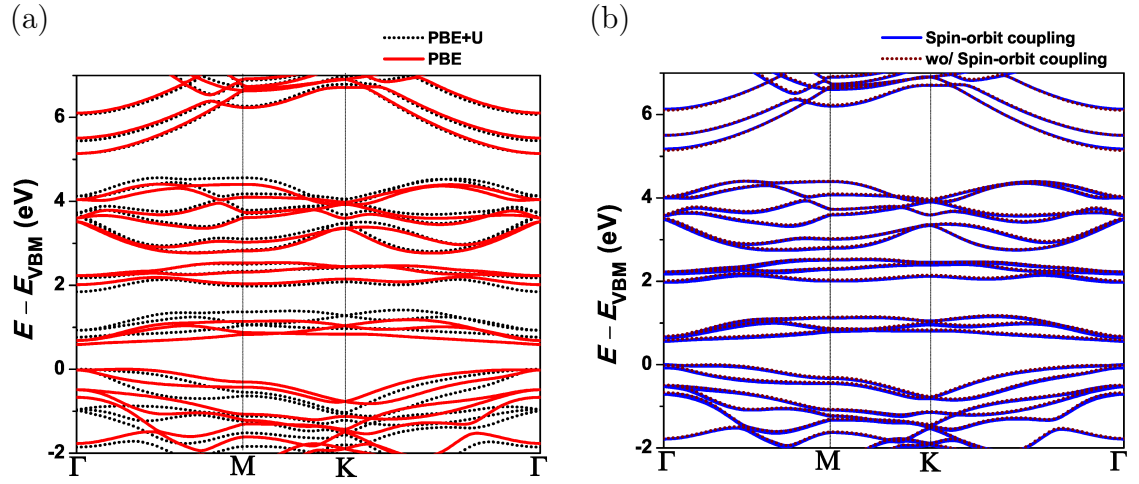 (a)
PBE+U
PBE
E – E_VBM (eV)
6
4
2
0
-2
Γ M K Γ
(b)
Spin-orbit coupling
wo/ Spin-orbit coupling
E – E_VBM (eV)
6
4
2
0
-2
Γ M K Γ